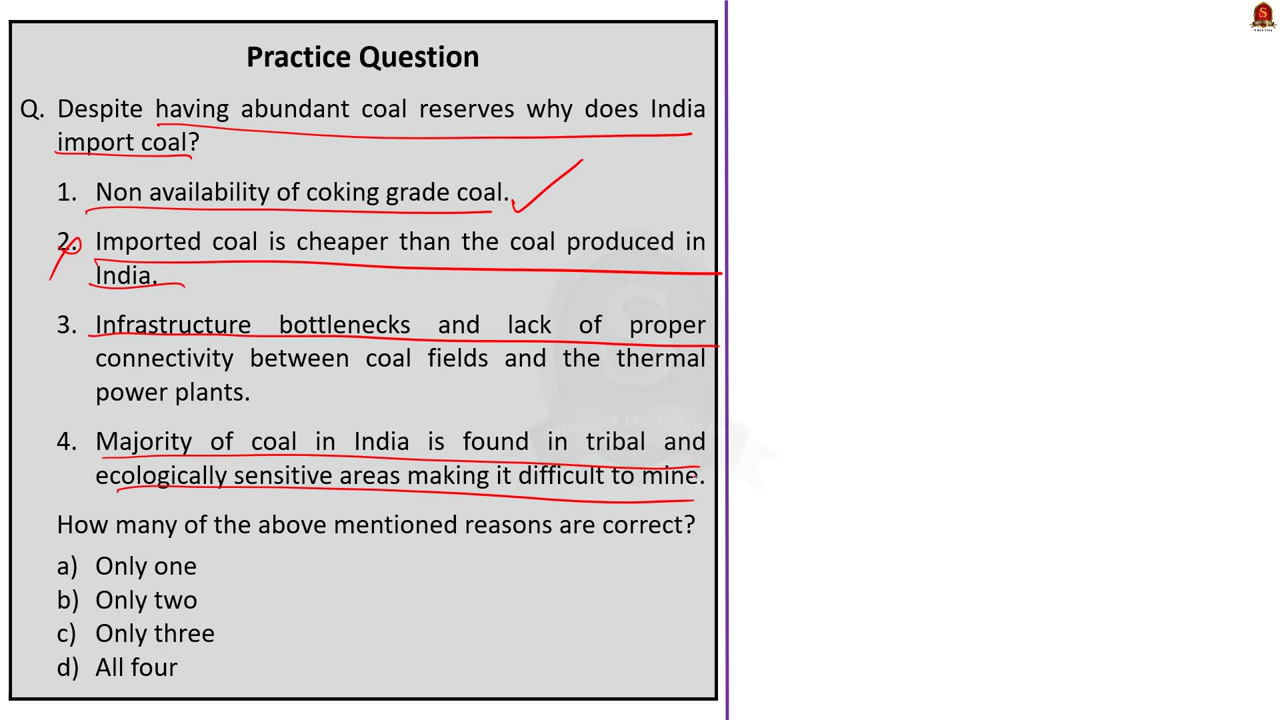 Practice Question
Q. Despite having abundant coal reserves why does India
import coal?
1. Non availability of coking grade coal.
2. Imported coal is cheaper than the coal produced in
India.
3. Infrastructure bottlenecks and lack of proper
connectivity between coal fields and the thermal
power plants.
4. Majority of coal in India is found in tribal and
ecologically sensitive areas making it difficult to mine.
How many of the above mentioned reasons are correct?
a) Only one
b) Only two
c) Only three
d) All four
S